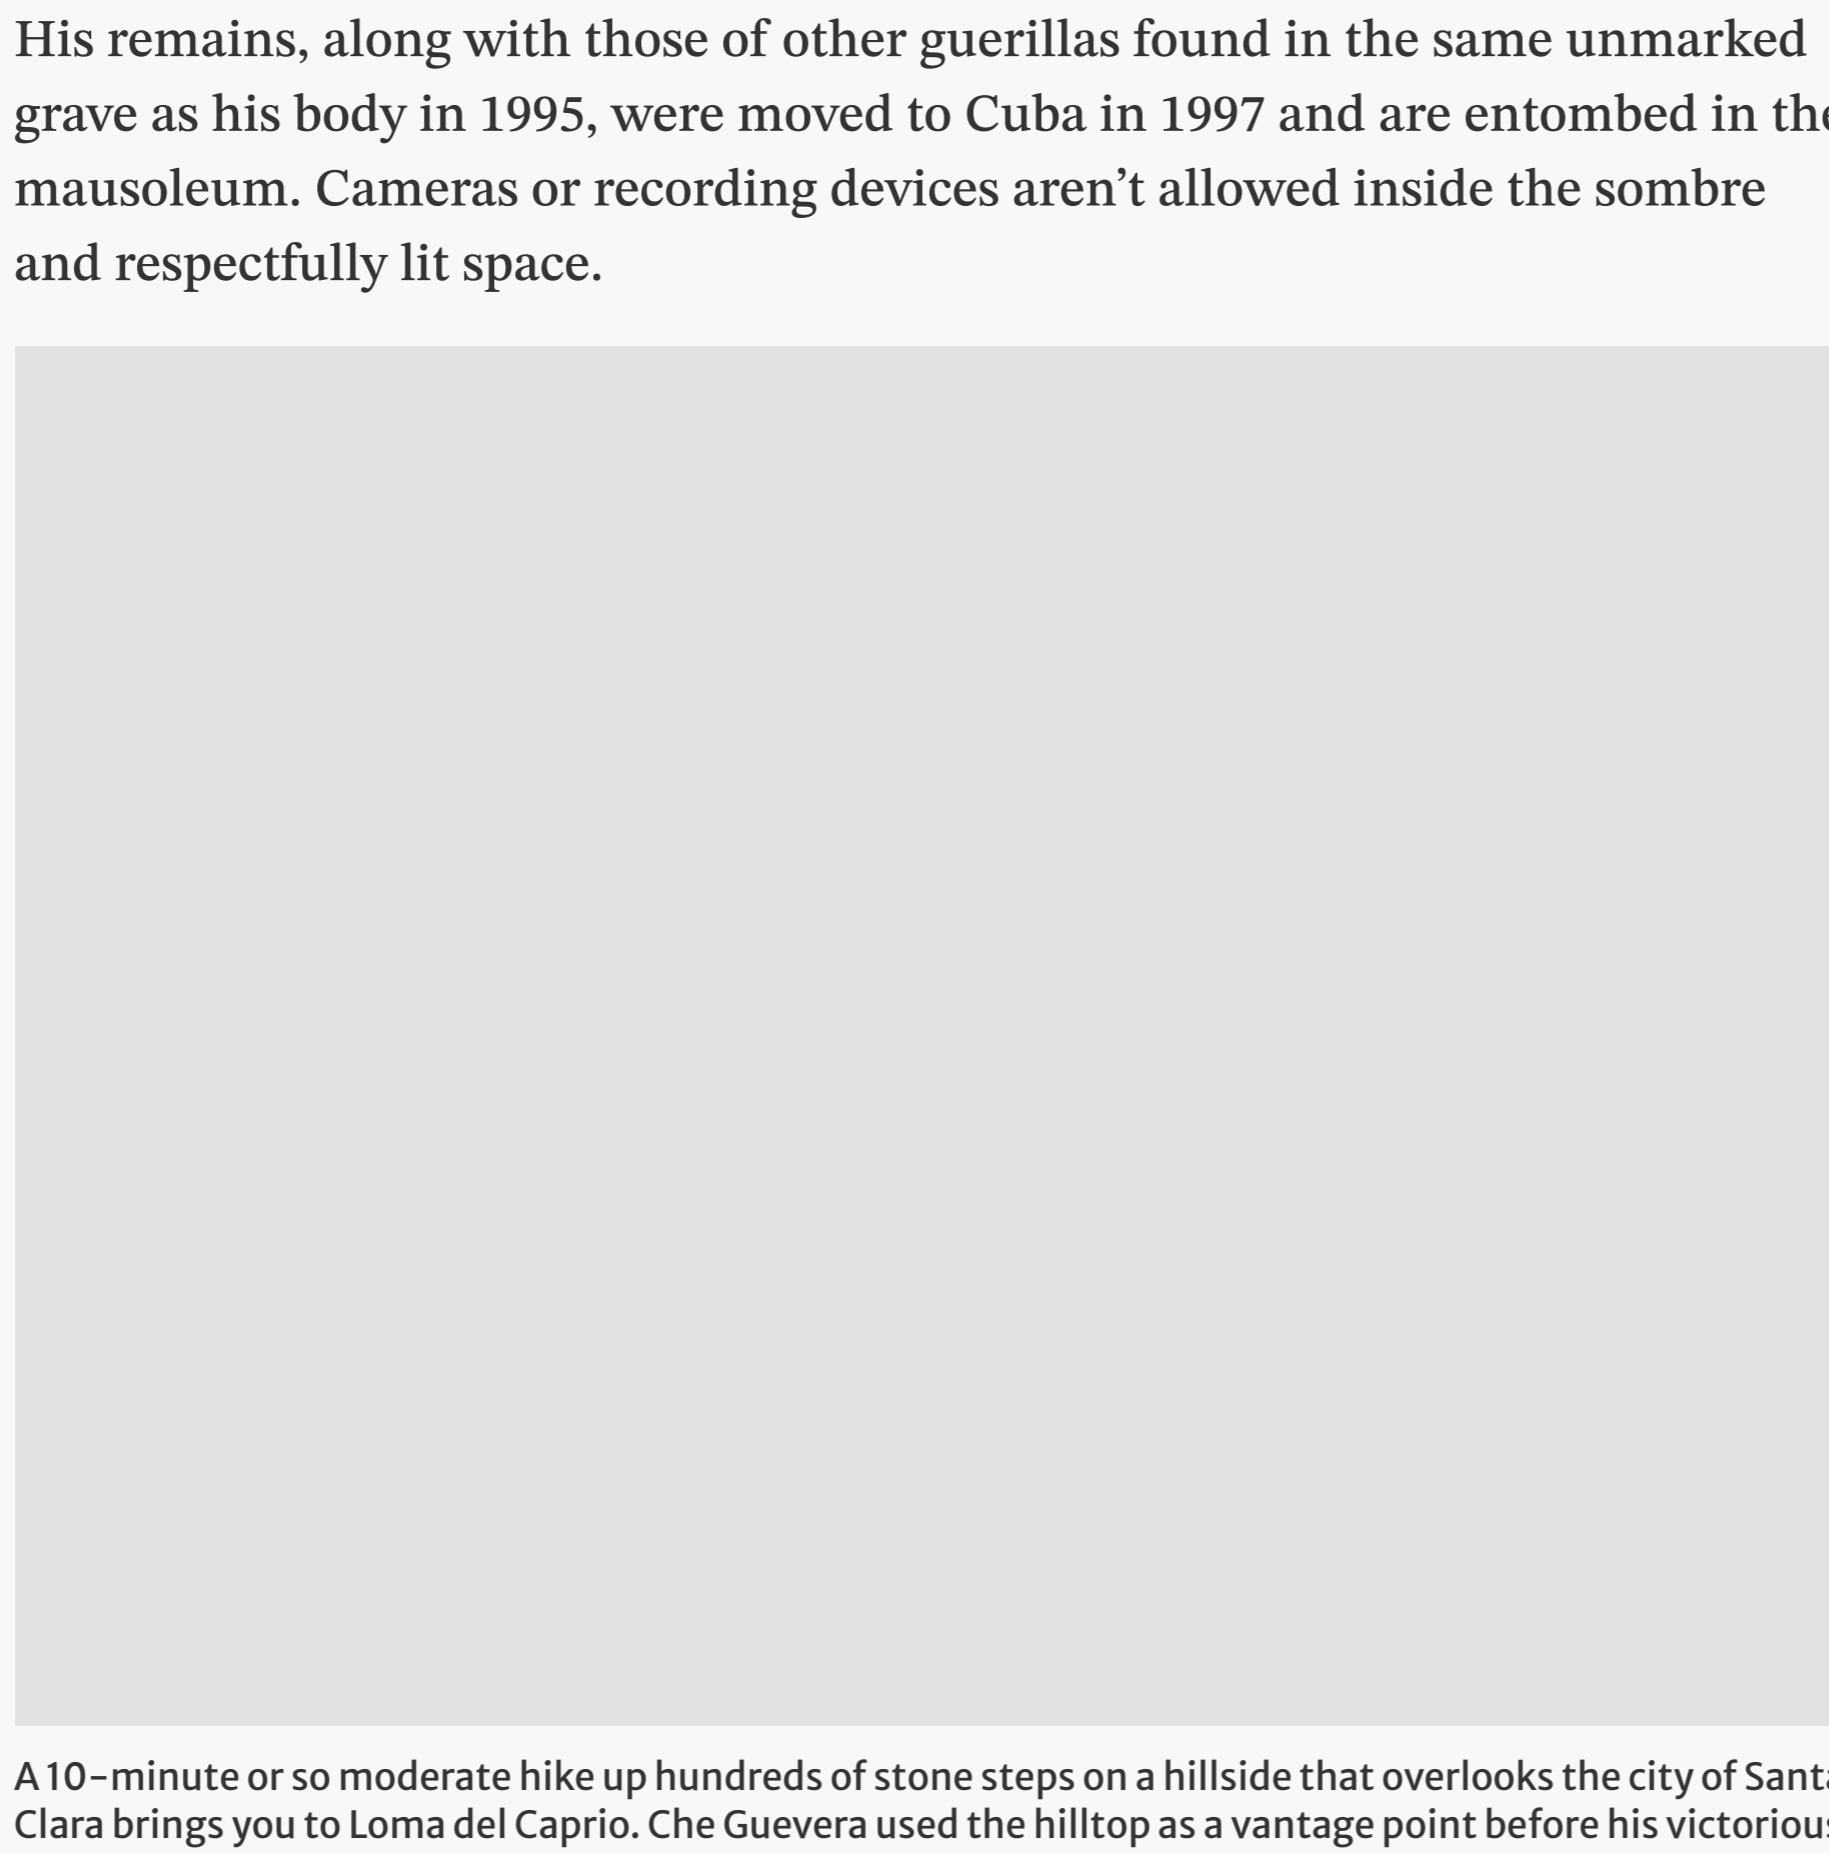 His remains, along with those of other guerillas found in the same unmarked
grave as his body in 1995, were moved to Cuba in 1997 and are entombed in the
mausoleum. Cameras or recording devices aren’t allowed inside the sombre
and respectfully lit space.
A 10-minute or so moderate hike up hundreds of stone steps on a hillside that overlooks the city of Santa
Clara brings you to Loma del Caprio. Che Guevera used the hilltop as a vantage point before his victorious